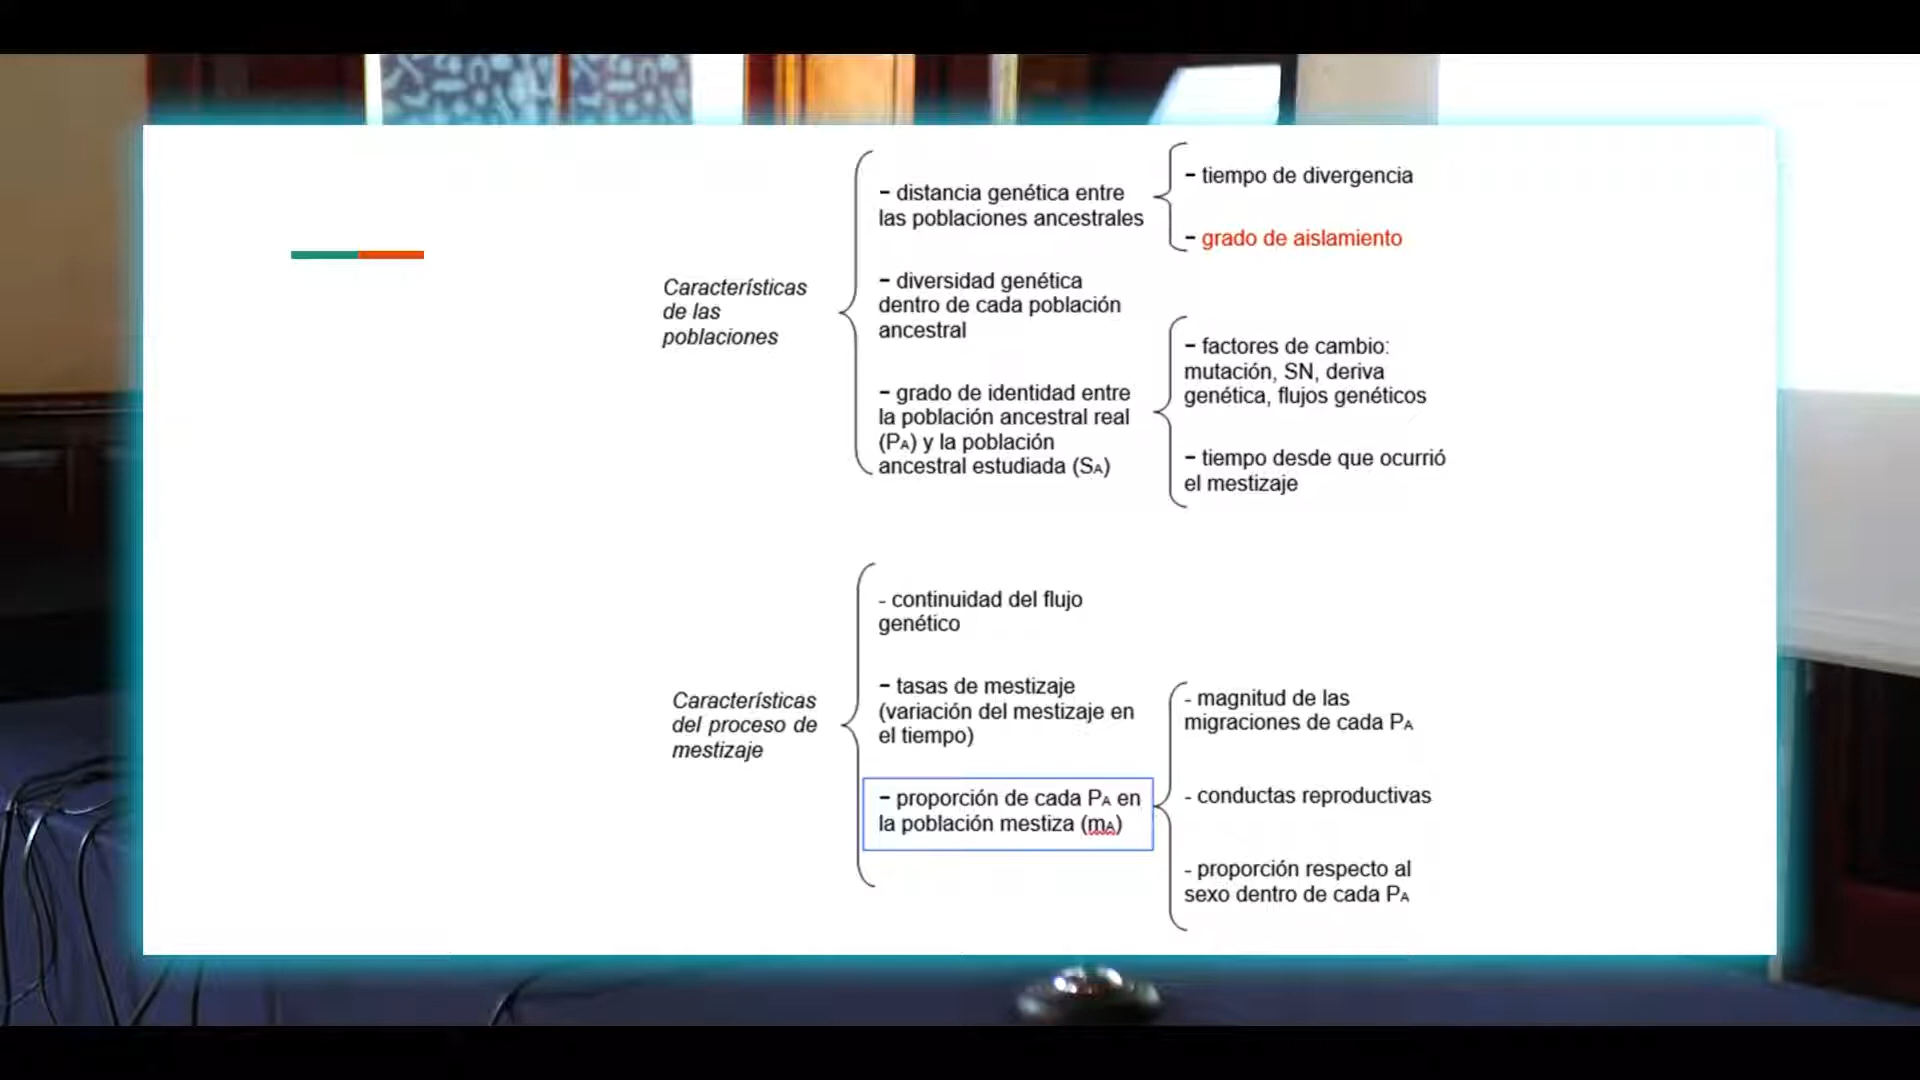 Características
de las
poblaciones
− distancia genética entre
las poblaciones ancestrales
− tiempo de divergencia
− grado de aislamiento
− diversidad genética
dentro de cada población
ancestral
− grado de identidad entre
la población ancestral real
(PA) y la población
ancestral estudiada (SA)
− factores de cambio:
mutación, SN, deriva
genética, flujos genéticos
− tiempo desde que ocurrió
el mestizaje
Características
del proceso de
mestizaje
- continuidad del flujo
genético
− tasas de mestizaje
(variación del mestizaje en
el tiempo)
− proporción de cada PA en
la población mestiza (mA)
- magnitud de las
migraciones de cada PA
- conductas reproductivas
- proporción respecto al
sexo dentro de cada PA